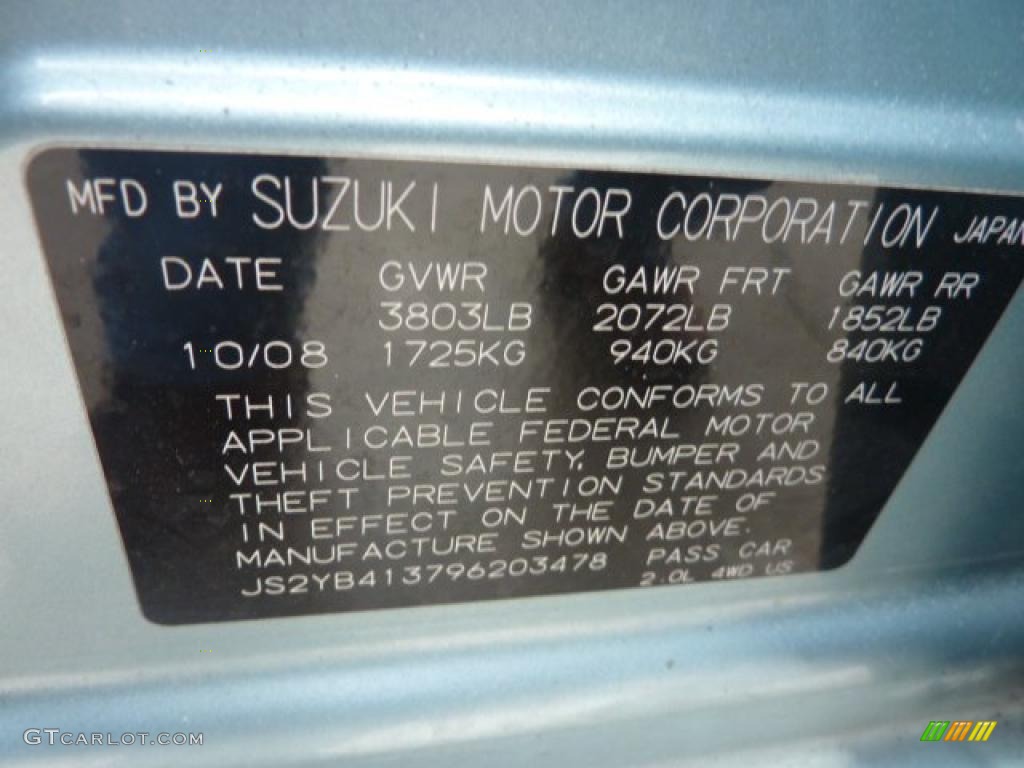 MFD BY SUZUKI MOTOR CORPORATION JAPAN
DATE GVWR GAWR FRT GAWR RR
3803LB 2072LB 1852LB
10/08 1725KG 940KG 840KG
THIS VEHICLE CONFORMS TO ALL
APPLICABLE FEDERAL MOTOR
VEHICLE SAFETY, BUMPER AND
THEFT PREVENTION STANDARDS
IN EFFECT ON THE DATE OF
MANUFACTURE SHOWN ABOVE.
JS2YB413796203478 PASS CAR
2.0L 4WD US
GTCARLOT.COM